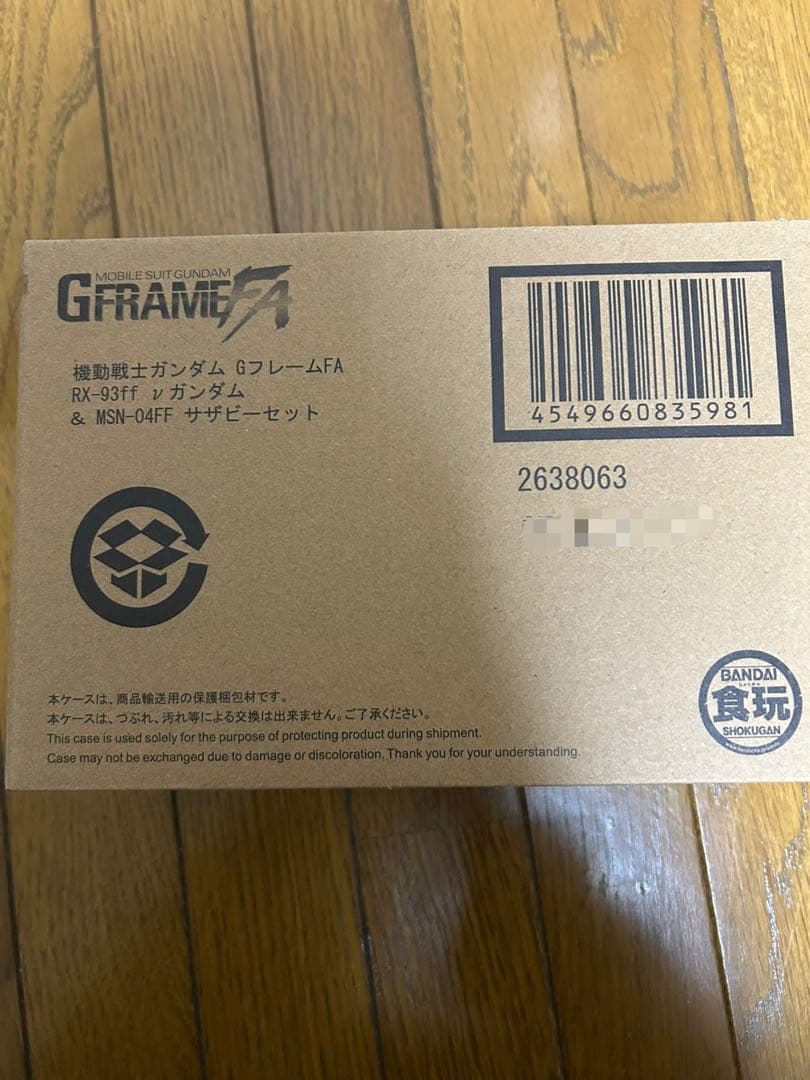 MOBILE SUIT GUNDAM
GFRAMEFA
機動戦士ガンダム GフレームFA
RX-93ff νガンダム
& MSN-04FF サザビーセット
4549660835981
2638063
本ケースは、商品輸送用の保護梱包材です。
本ケースは、つぶれ、汚れ等による交換は出来ません。ご了承ください。
This case is used solely for the purpose of protecting product during shipment.
Case may not be exchanged due to damage or discoloration, Thank you for your understanding.
BANDAI
しょくがん
食玩
SHOKUGAN